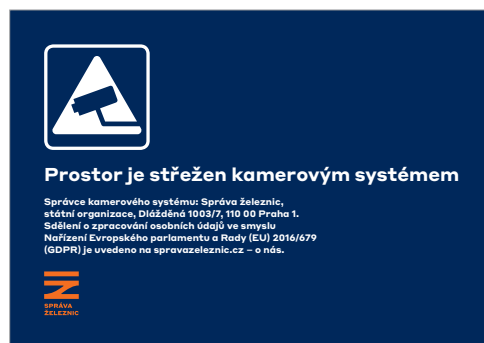 Prostor je střežen kamerovým systémem
Správce kamerového systému: Správa železnic,
státní organizace, Dlážděná 1003/7, 110 00 Praha 1.
Sdělení o zpracování osobních údajů ve smyslu
Nařízení Evropského parlamentu a Rady (EU) 2016/679
(GDPR) je uvedeno na spravazeleznic.cz – o nás.
SPRÁVA
ŽELEZNIC